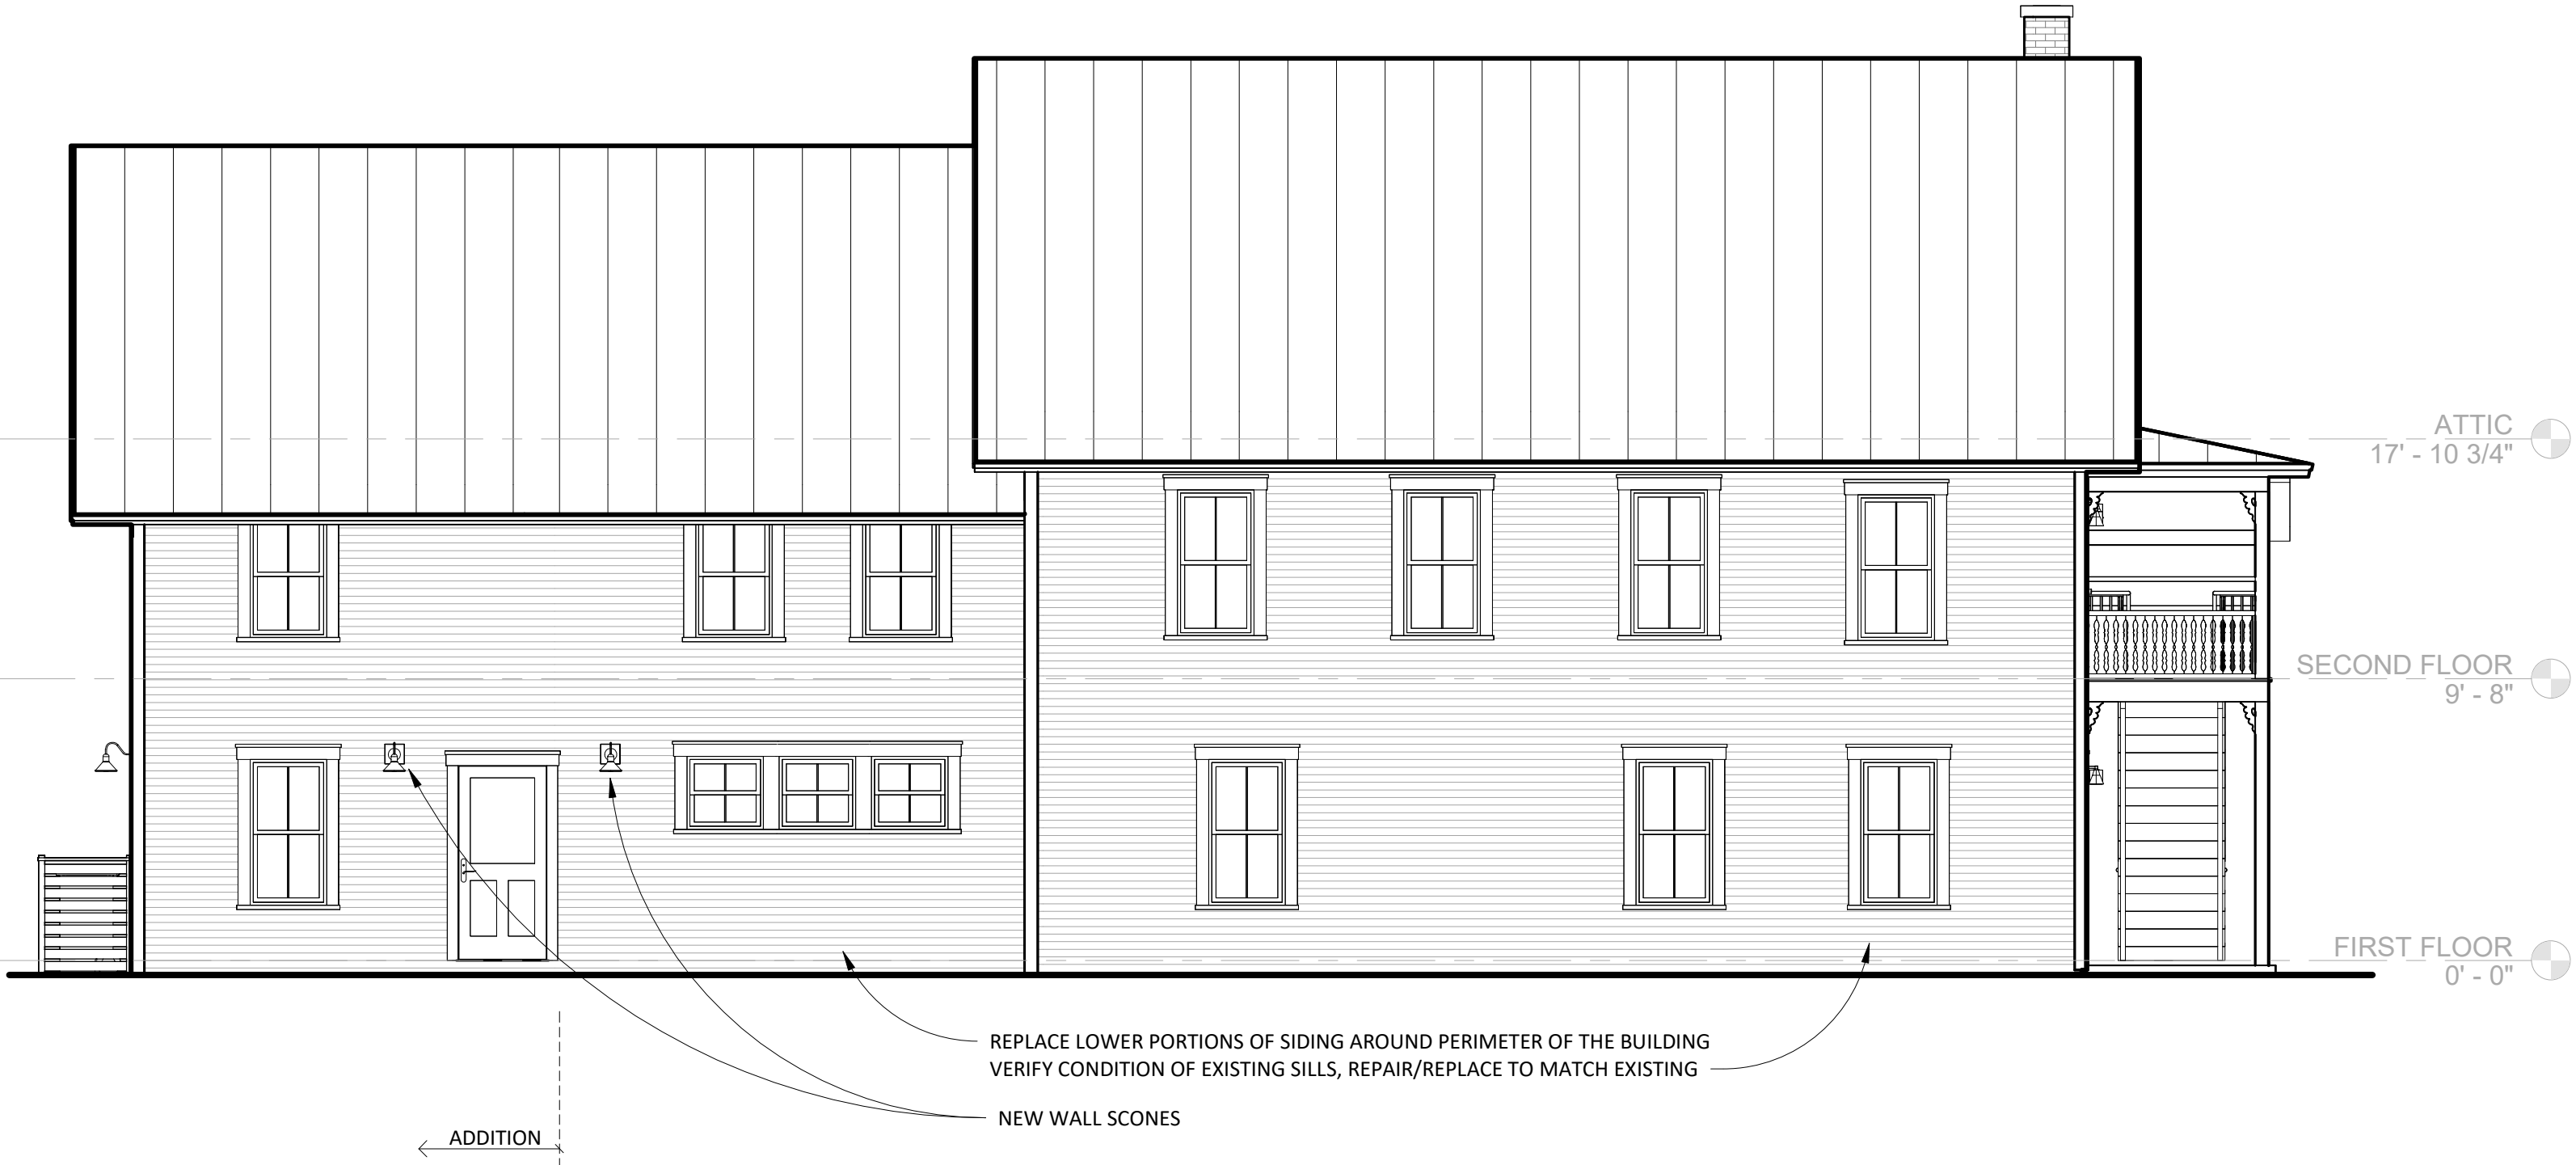 ATTIC
17' - 10 3/4"
SECOND FLOOR
9' - 8"
FIRST FLOOR
0' - 0"
REPLACE LOWER PORTIONS OF SIDING AROUND PERIMETER OF THE BUILDING
VERIFY CONDITION OF EXISTING SILLS, REPAIR/REPLACE TO MATCH EXISTING
NEW WALL SCONES
ADDITION